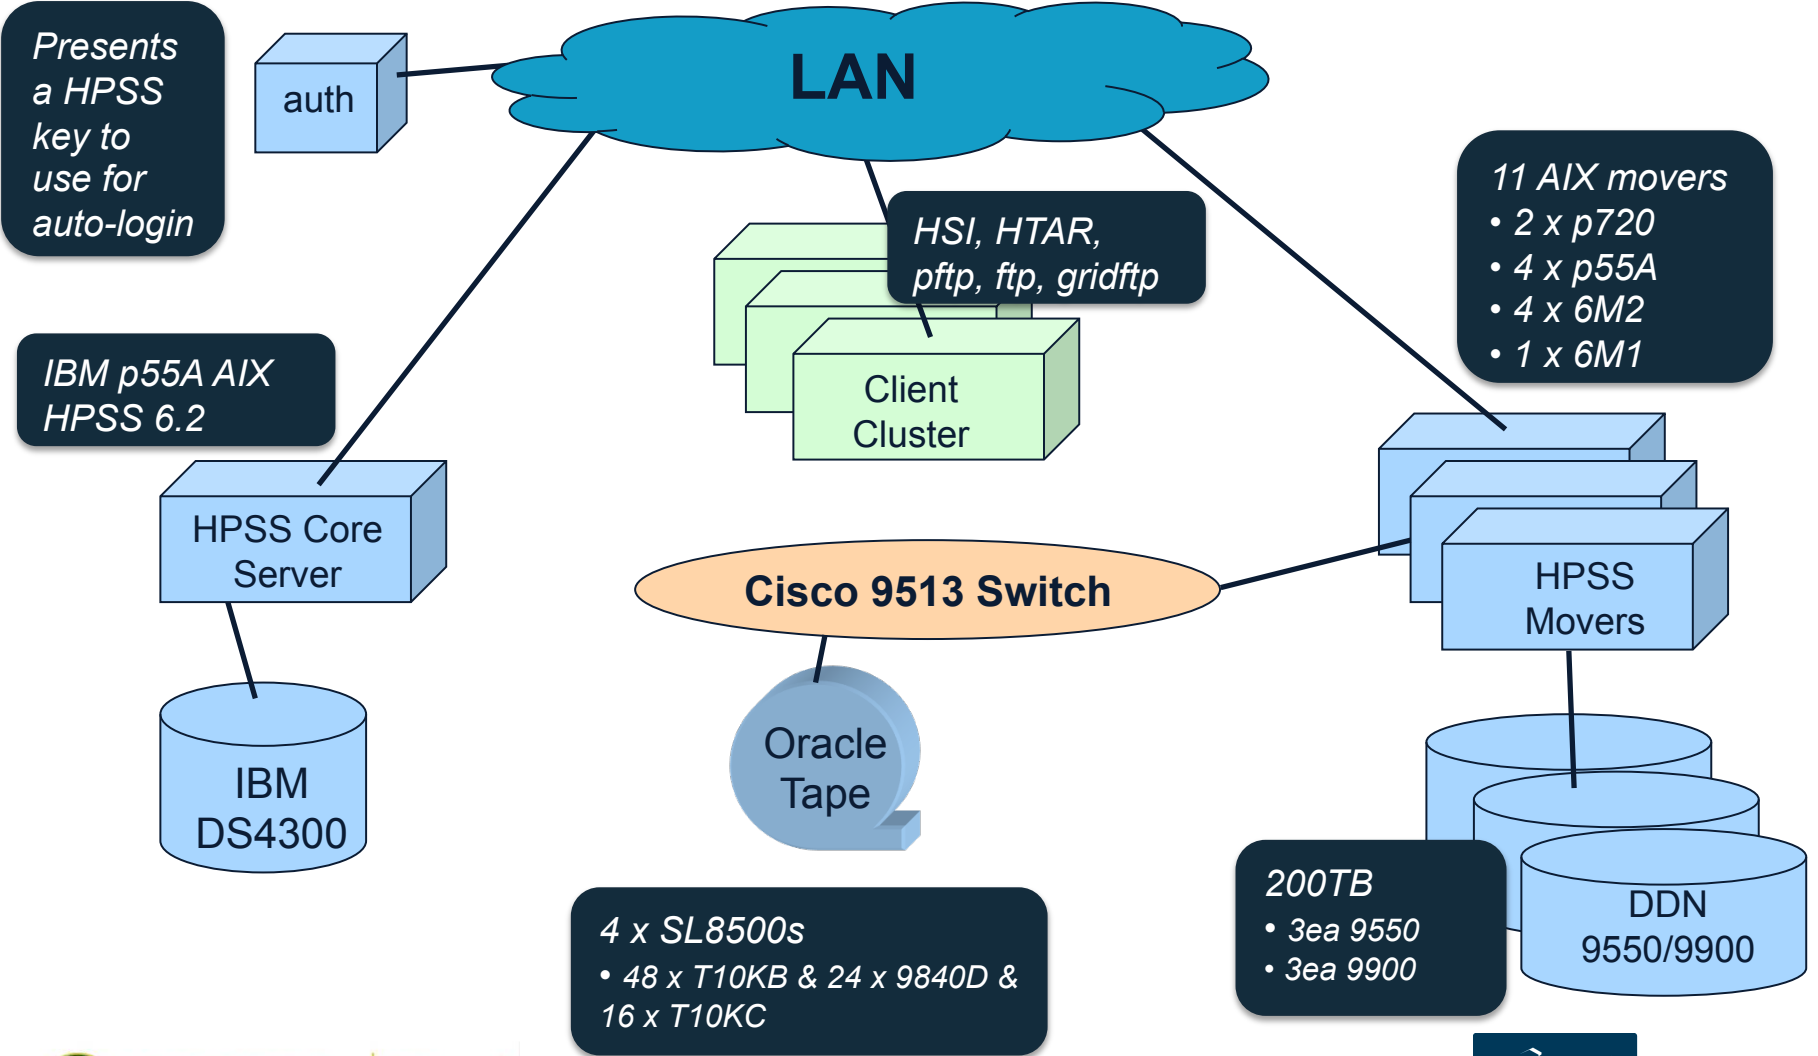 Presents
a HPSS
key to
use for
auto-login
auth
LAN
11 AIX movers
• 2 x p720
• 4 x p55A
• 4 x 6M2
• 1 x 6M1
HSI, HTAR,
pftp, ftp, gridftp
IBM p55A AIX
HPSS 6.2
Client
Cluster
HPSS Core
Server
Cisco 9513 Switch
HPSS
Movers
IBM
DS4300
Oracle
Tape
200TB
• 3ea 9550
• 3ea 9900
DDN
9550/9900
4 x SL8500s
• 48 x T10KB & 24 x 9840D &
16 x T10KC